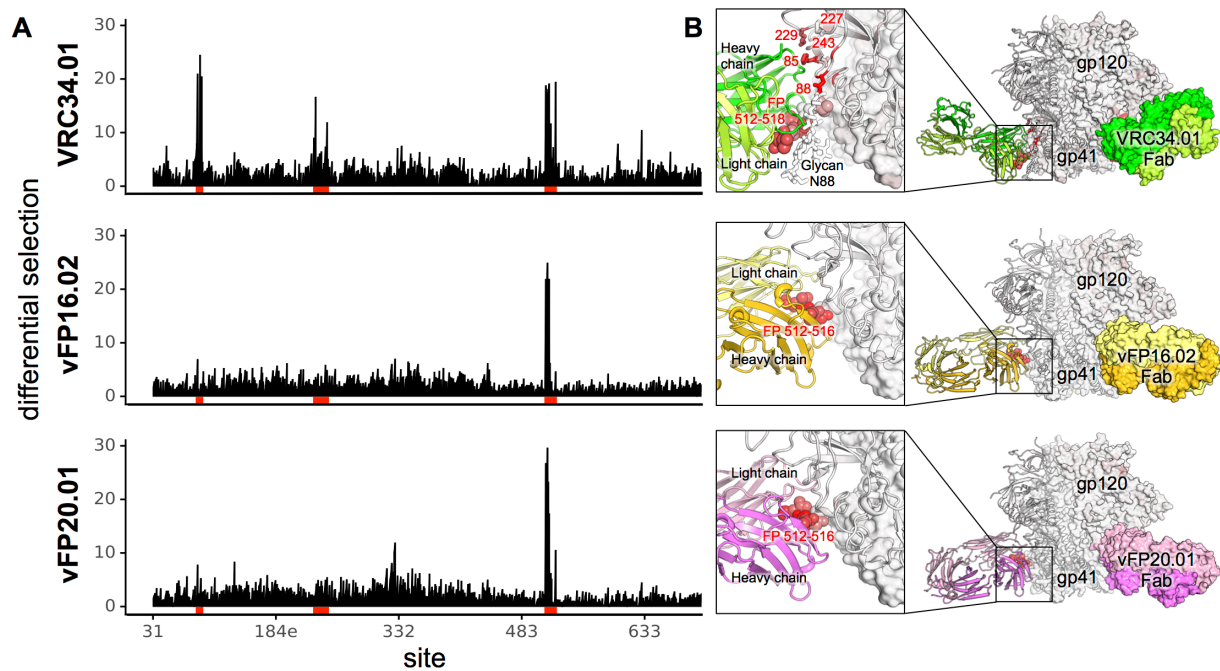 A
differential selection
VRC34.01
30
20
10
0
vFP16.02
30
20
10
0
vFP20.01
30
20
10
0
31
184e
332
483
633
site
B
227
229
243
85
88
Heavy
chain
FP
512-518
Light chain
Glycan
N88
gp120
VRC34.01
Fab
gp41
Light chain
FP 512-516
Heavy chain
gp120
vFP16.02
Fab
gp41
Light chain
FP 512-516
Heavy chain
gp120
vFP20.01
Fab
gp41